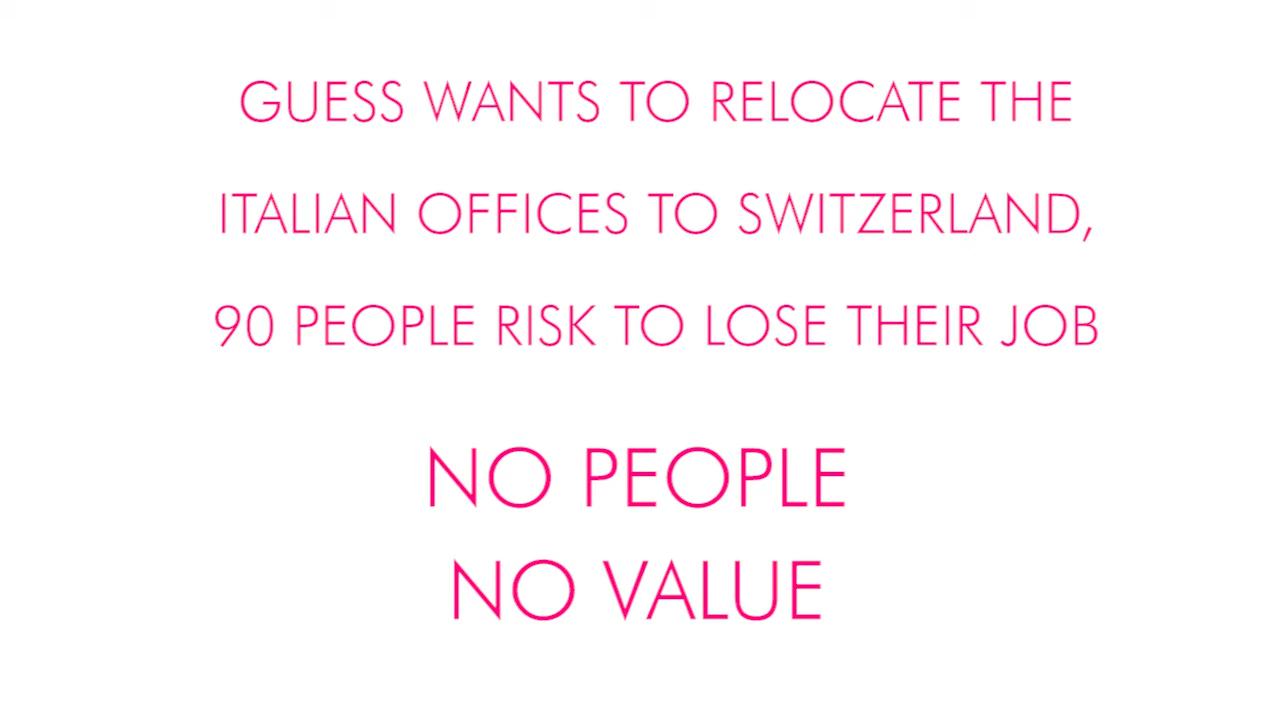 GUESS WANTS TO RELOCATE THE
ITALIAN OFFICES TO SWITZERLAND,
90 PEOPLE RISK TO LOSE THEIR JOB
NO PEOPLE
NO VALUE